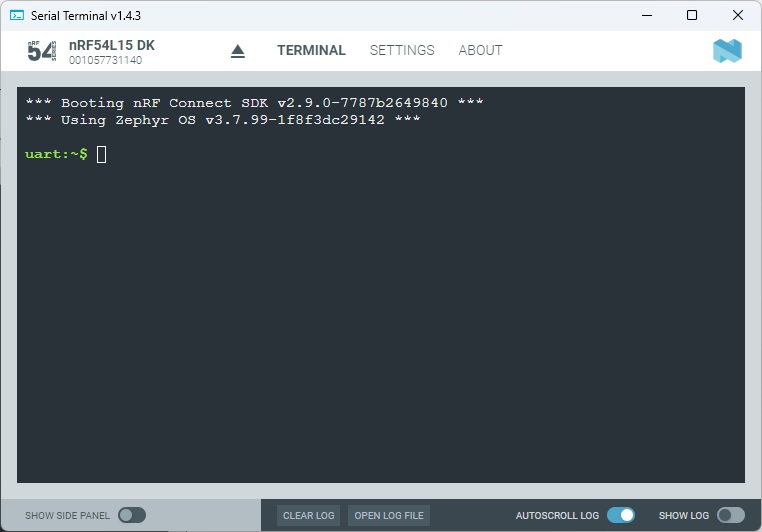 Serial Terminal v1.4.3
nRF
54
SERIES
nRF54L15 DK
001057731140
TERMINAL
SETTINGS
ABOUT
*** Booting nRF Connect SDK v2.9.0-7787b2649840 ***
*** Using Zephyr OS v3.7.99-1f8f3dc29142 ***
uart:~$
SHOW SIDE PANEL
CLEAR LOG
OPEN LOG FILE
AUTOSCROLL LOG
SHOW LOG